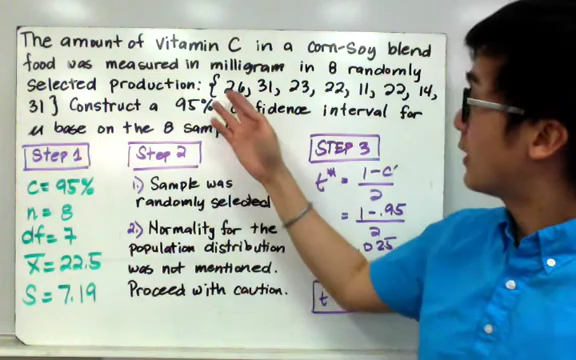 The amount of vitamin C in a corn-soy blend
food was measured in milligram in 8 randomly
selected production: { 26, 31, 23, 22, 11, 22, 14,
31 } Construct a 95% confidence interval for
μ base on the 8 samp
Step 1
C = 95%
n = 8
df = 7
x̄ = 22.5
S = 7.19
Step 2
1.) Sample was
randomly selected
2.) Normality for the
population distribution
was not mentioned.
Proceed with caution.
STEP 3
t* = 1-C / 2
= 1-.95 / 2
.025
t